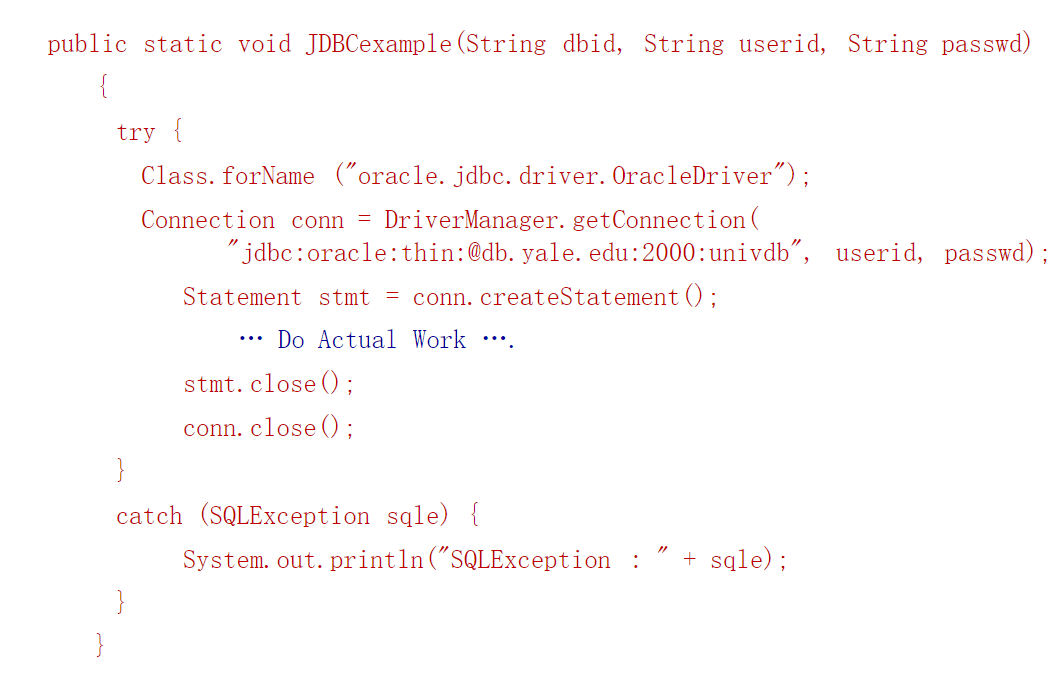 public static void JDBCexample(String dbid, String userid, String passwd)
{
try {
Class.forName ("oracle.jdbc.driver.OracleDriver");
Connection conn = DriverManager.getConnection(
"jdbc:oracle:thin:@db.yale.edu:2000:univdb", userid, passwd);
Statement stmt = conn.createStatement();
… Do Actual Work ….
stmt.close();
conn.close();
}
catch (SQLException sqle) {
System.out.println("SQLException : " + sqle);
}
}